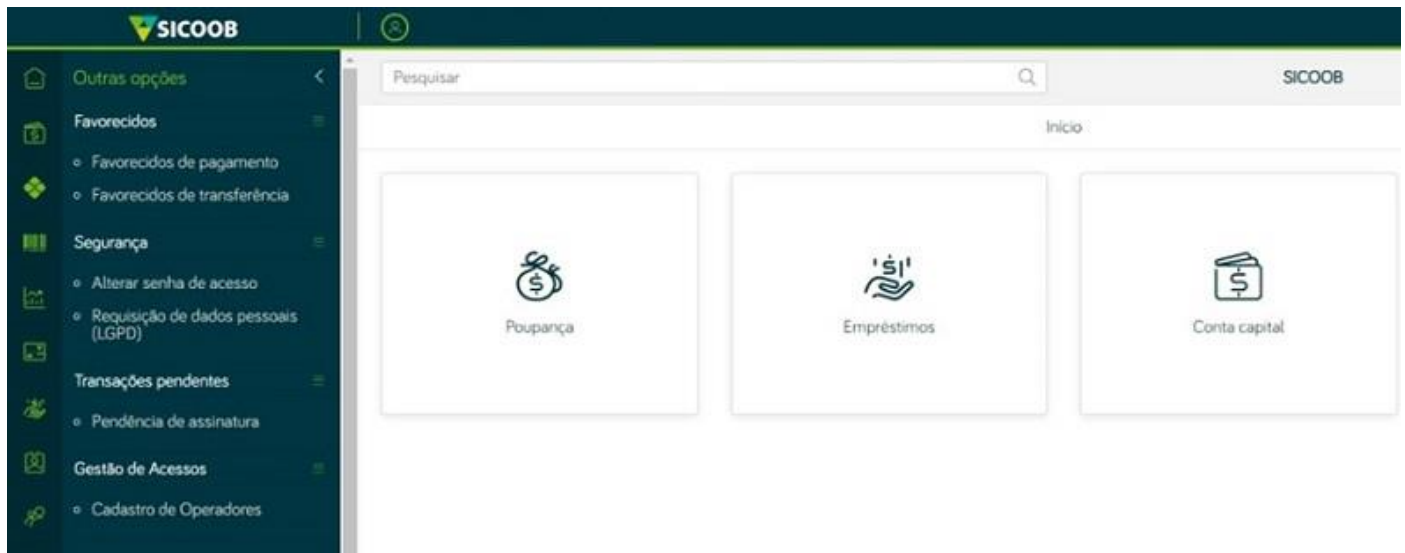 SICOOB
Outras opções
Favorecidos
Favorecidos de pagamento
Favorecidos de transferência
Segurança
Alterar senha de acesso
Requisição de dados pessoais
(LGPD)
Transações pendentes
Pendência de assinatura
Gestão de Acessos
Cadastro de Operadores
Pesquisar
SICOOB
Início
Poupança
Empréstimos
Conta capital